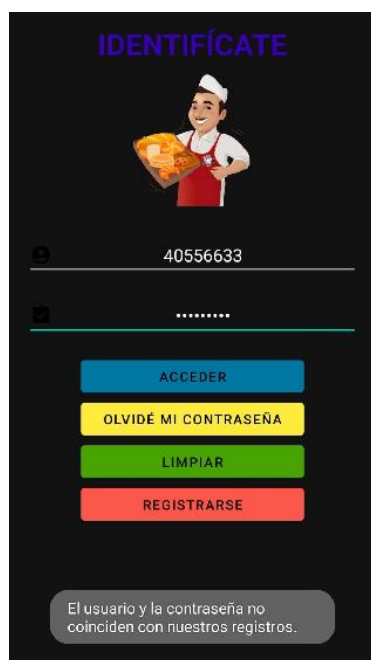 IDENTIFÍCATE
40556633
•••••••••
ACCEDER
OLVIDÉ MI CONTRASEÑA
LIMPIAR
REGISTRARSE
El usuario y la contraseña no
coinciden con nuestros registros.